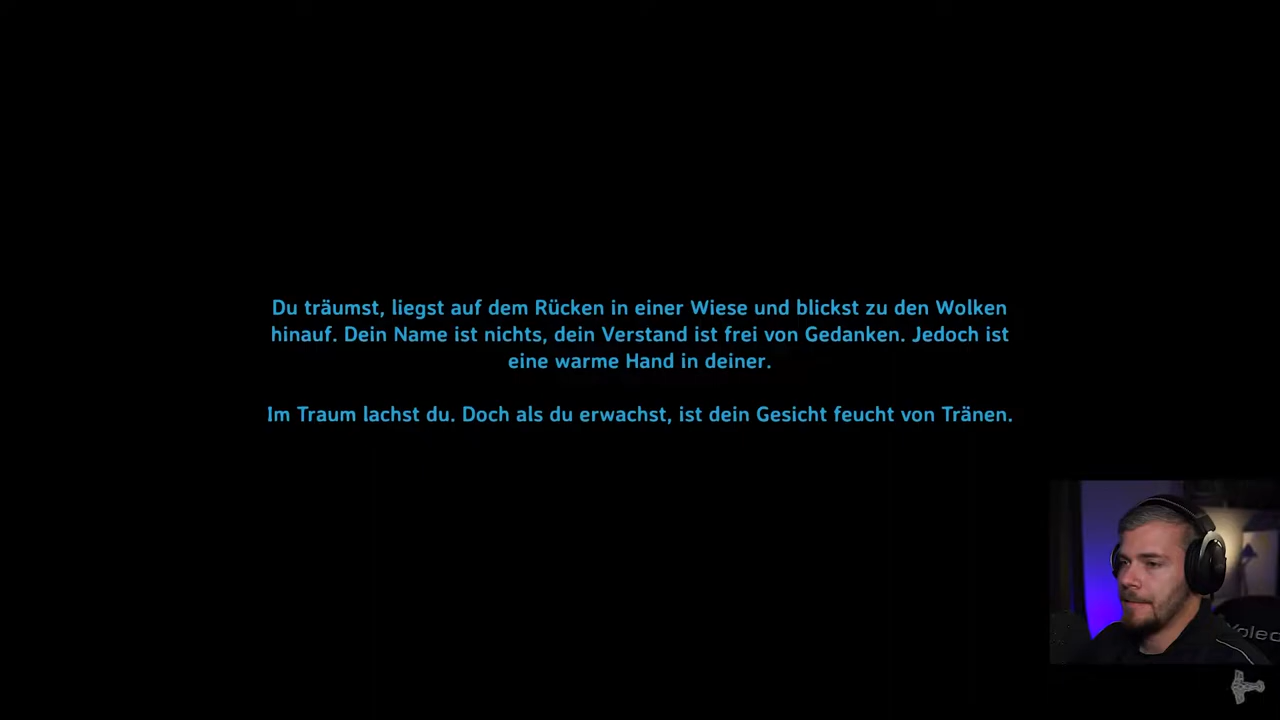 Du träumst, liegst auf dem Rücken in einer Wiese und blickst zu den Wolken
hinauf. Dein Name ist nichts, dein Verstand ist frei von Gedanken. Jedoch ist
eine warme Hand in deiner.
Im Traum lachst du. Doch als du erwachst, ist dein Gesicht feucht von Tränen.